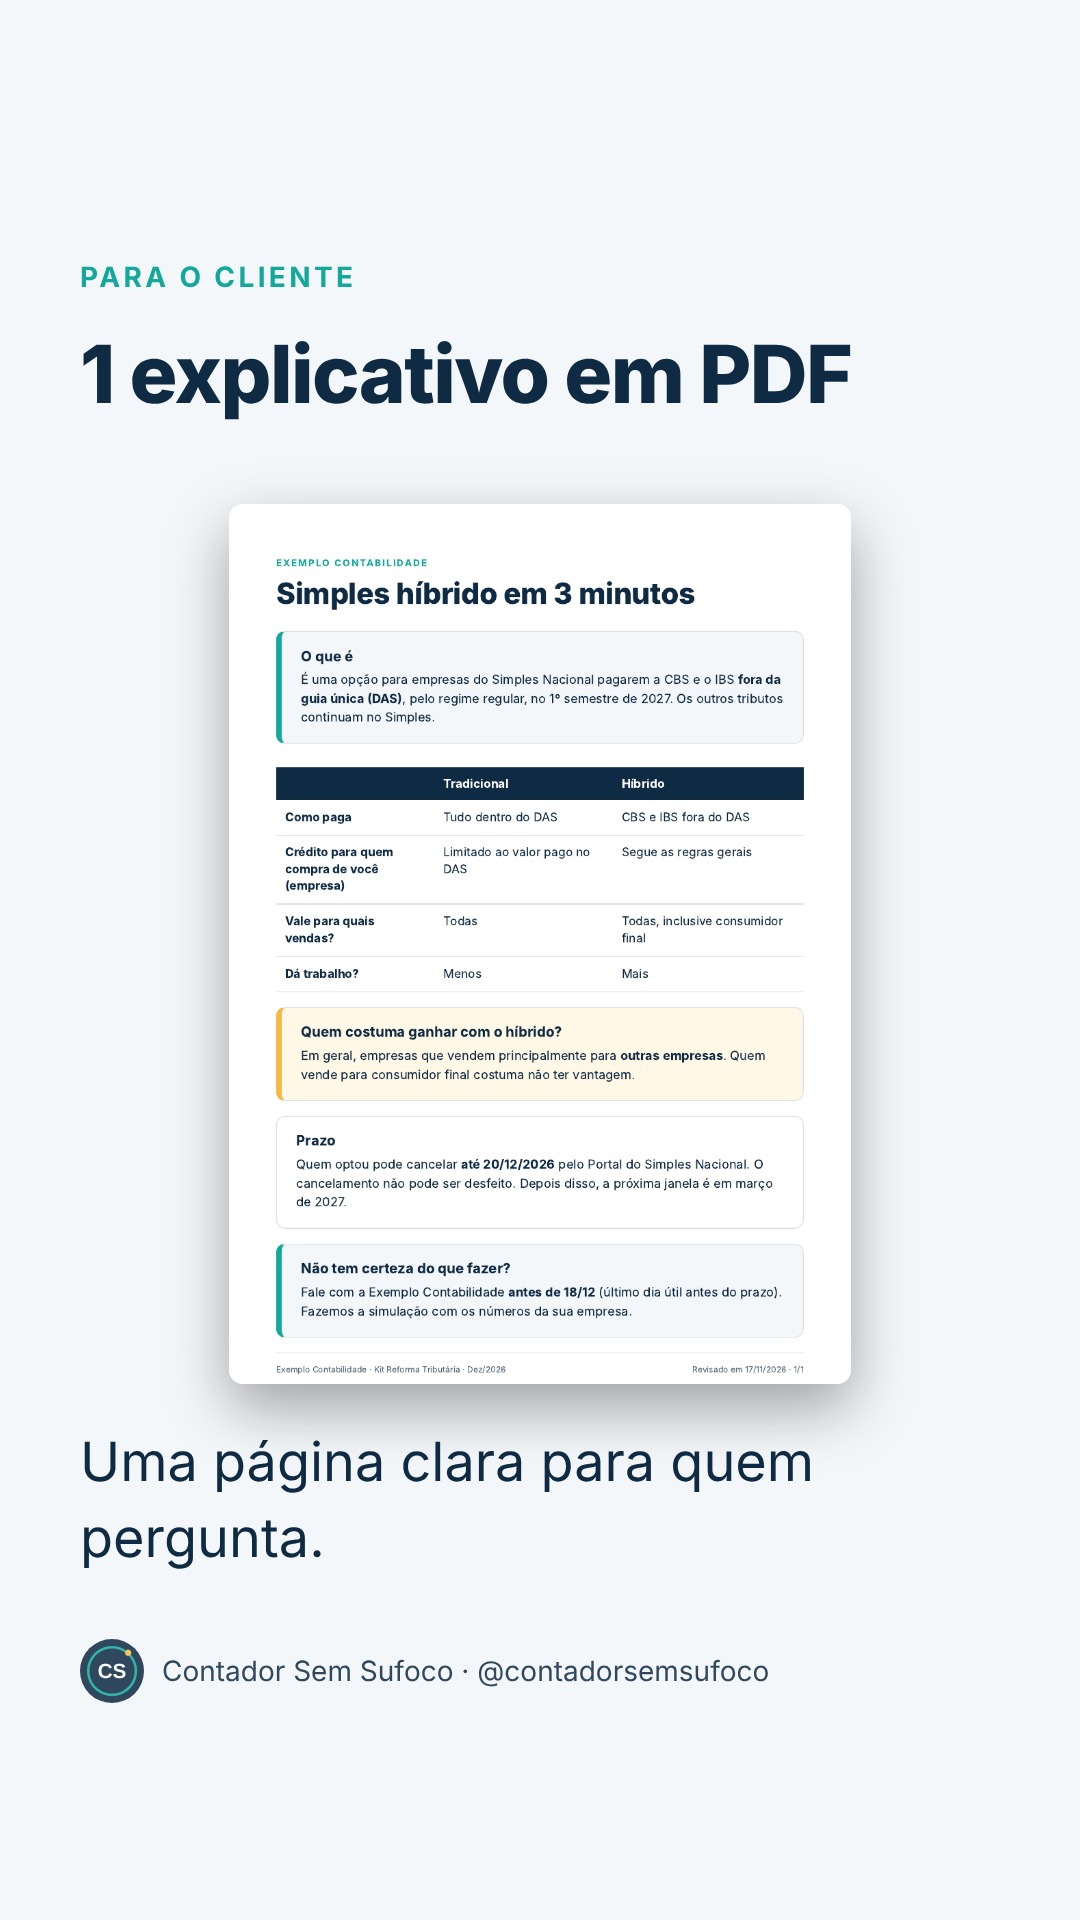 PARA O CLIENTE
1 explicativo em PDF
EXEMPLO CONTABILIDADE
Simples híbrido em 3 minutos
O que é
É uma opção para empresas do Simples Nacional pagarem a CBS e o IBS fora da
guia única (DAS), pelo regime regular, no 1º semestre de 2027. Os outros tributos
continuam no Simples.
Tradicional Híbrido
Como paga Tudo dentro do DAS CBS e IBS fora do DAS
Crédito para quem Limitado ao valor pago no Segue as regras gerais
compra de você DAS
(empresa)
Vale para quais Todas Todas, inclusive consumidor
vendas? final
Dá trabalho? Menos Mais
Quem costuma ganhar com o híbrido?
Em geral, empresas que vendem principalmente para outras empresas. Quem
vende para consumidor final costuma não ter vantagem.
Prazo
Quem optou pode cancelar até 20/12/2026 pelo Portal do Simples Nacional. O
cancelamento não pode ser desfeito. Depois disso, a próxima janela é em março
de 2027.
Não tem certeza do que fazer?
Fale com a Exemplo Contabilidade antes de 18/12 (último dia útil antes do prazo).
Fazemos a simulação com os números da sua empresa.
Exemplo Contabilidade · Kit Reforma Tributária · Dez/2026 Revisado em 17/11/2026 · 1/1
Uma página clara para quem
pergunta.
CS Contador Sem Sufoco · @contadorsemsufoco